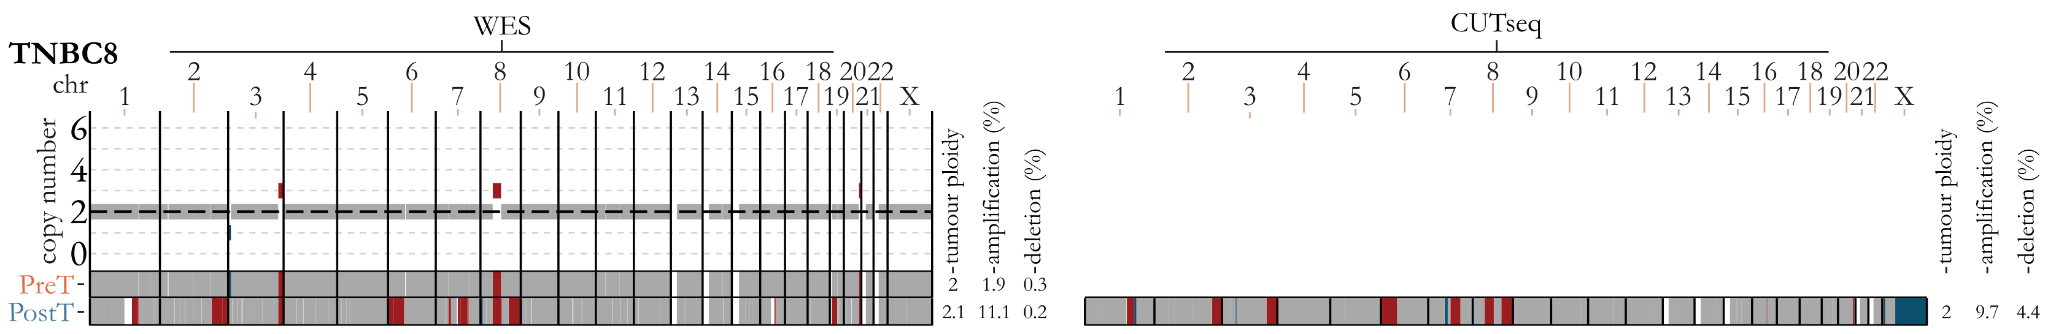 WES
CUTseq
TNBC8
chr
2 4 6 8 10 12 14 16 18 20 22
1 3 5 7 9 11 13 15 17 19 21 X
2 4 6 8 10 12 14 16 18 20 22
1 3 5 7 9 11 13 15 17 19 21 X
copy number
6
4
2
0
-tumour ploidy
-amplification (%)
-deletion (%)
-tumour ploidy
-amplification (%)
-deletion (%)
PreT- 2 1.9 0.3
PostT- 2.1 11.1 0.2 2 9.7 4.4